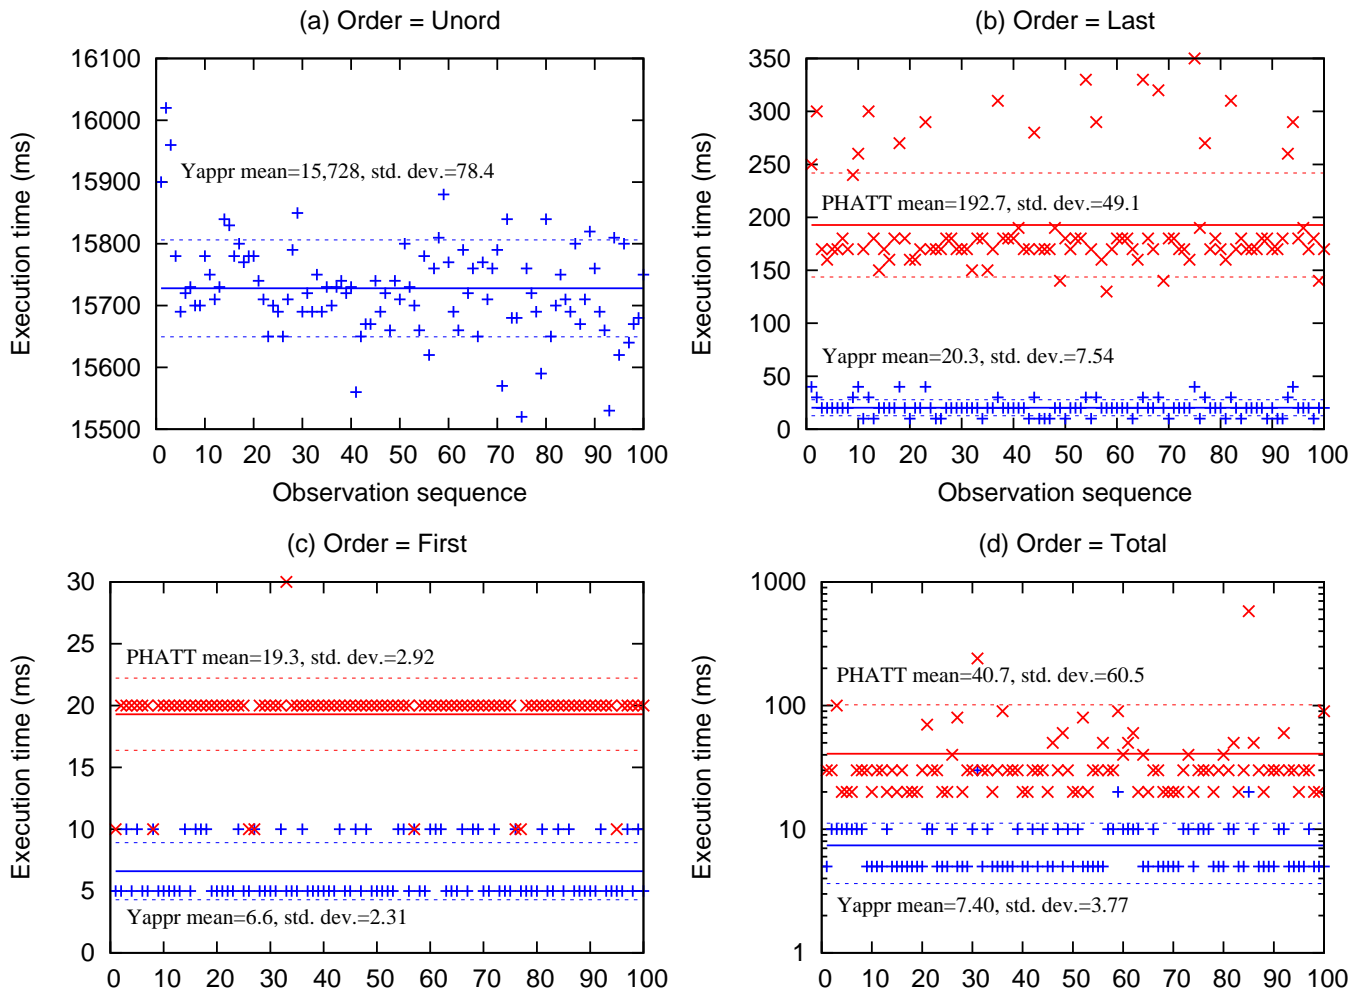 (a) Order = Unord
16100
16000
15900
15800
15700
15600
15500
Execution time (ms)
Yappr mean=15,728, std. dev.=78.4
0 10 20 30 40 50 60 70 80 90 100
Observation sequence
(b) Order = Last
350
300
250
200
150
100
50
0
Execution time (ms)
PHATT mean=192.7, std. dev.=49.1
Yappr mean=20.3, std. dev.=7.54
0 10 20 30 40 50 60 70 80 90 100
Observation sequence
(c) Order = First
30
25
20
15
10
5
0
Execution time (ms)
PHATT mean=19.3, std. dev.=2.92
Yappr mean=6.6, std. dev.=2.31
0 10 20 30 40 50 60 70 80 90 100
(d) Order = Total
1000
100
10
1
Execution time (ms)
PHATT mean=40.7, std. dev.=60.5
Yappr mean=7.40, std. dev.=3.77
0 10 20 30 40 50 60 70 80 90 100